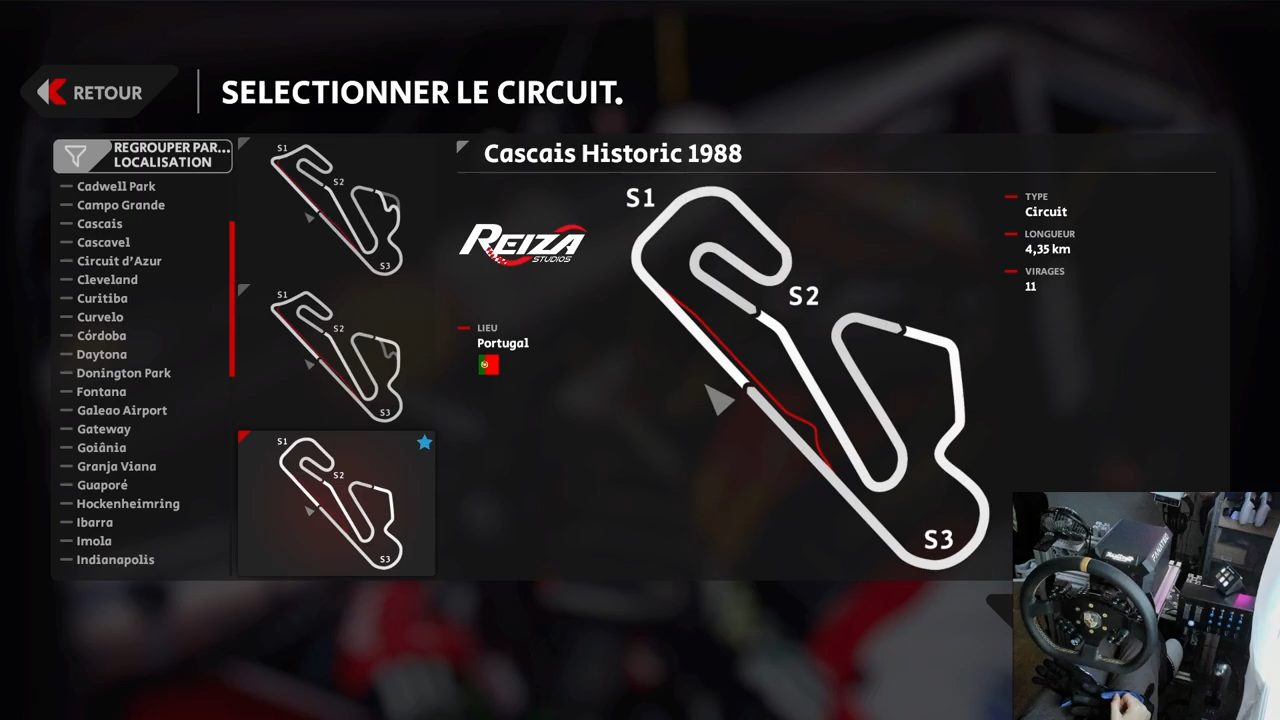 RETOUR
SELECTIONNER LE CIRCUIT.
REGROUPER PAR...
LOCALISATION
Cadwell Park
Campo Grande
Cascais
Cascavel
Circuit d'Azur
Cleveland
Curitiba
Curvelo
Córdoba
Daytona
Donington Park
Fontana
Galeao Airport
Gateway
Goiânia
Granja Viana
Guaporé
Hockenheimring
Ibarra
Imola
Indianapolis
S1
S2
S3
S1
S2
S3
S1
S2
S3
Cascais Historic 1988
REIZA
STUDIOS
LIEU
Portugal
S1
S2
S3
TYPE
Circuit
LONGUEUR
4,35 km
VIRAGES
11
FANATEC